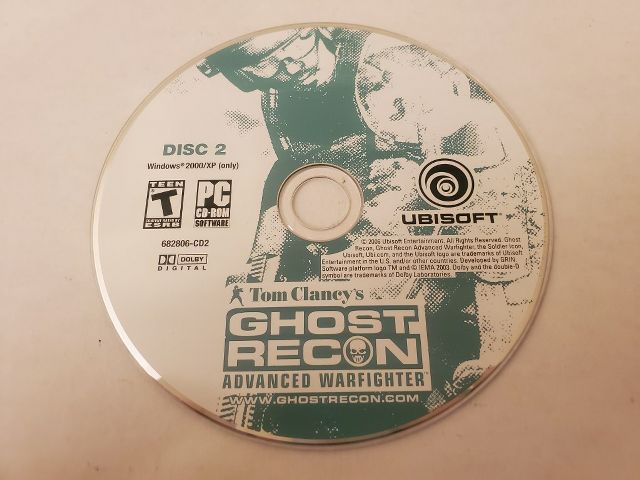 DISC 2
Windows® 2000/XP (only)
TEEN
T
CONTENT RATED BY
ESRB
PC
CD-ROM
SOFTWARE
682806-CD2
DOLBY
DIGITAL
UBISOFT
© 2006 Ubisoft Entertainment. All Rights Reserved. Ghost
Recon, Ghost Recon Advanced Warfighter, the Soldier Icon,
Ubisoft, Ubi.com, and the Ubisoft logo are trademarks of Ubisoft
Entertainment in the U.S. and/or other countries. Developed by GRIN.
Software platform logo TM and © IEMA 2003. Dolby and the double-D
symbol are trademarks of Dolby Laboratories.
Tom Clancy's
GHOST
RECON
ADVANCED WARFIGHTER™
WWW.GHOSTRECON.COM